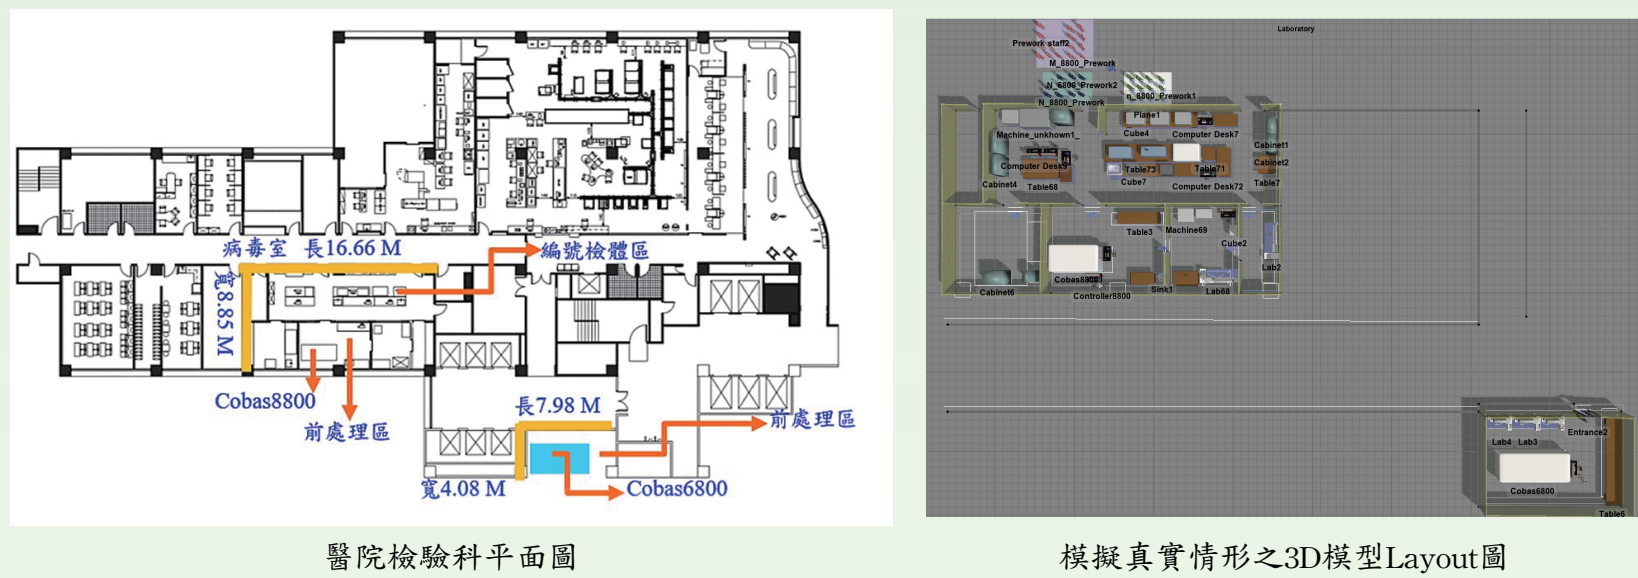 病毒室 長16.66 M
編號檢體區
寬8.85 M
Cobas8800
前處理區
長7.98 M
前處理區
寬4.08 M
Cobas6800
醫院檢驗科平面圖
Laboratory
Prework staff2
M_8800_Prework
N_8800_Prework2
n_8800_Prework1
N_8800_Prework
Plane1
Machine_unkhown1_
Cube4
Computer Desk7
Cabinet1
Computer Desk9
Cabinet2
Table73
Table71
Cabinet4
Table68
Cube7
Computer Desk72
Table7
Table3
Machine69
Cube2
Lab2
Cobas8800
Cabinet6
Controller8800
Sink1
Lab68
Entrance2
Lab4
Lab3
Cobas6800
Table6
模擬真實情形之3D模型Layout圖